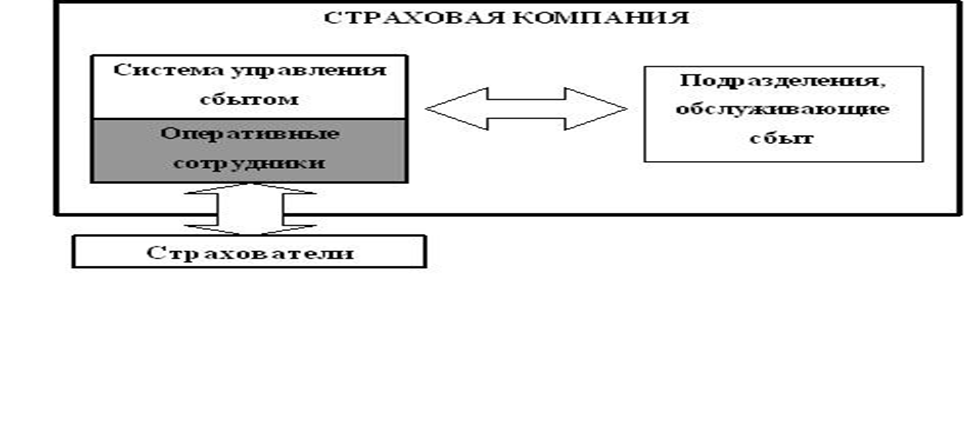 СТРАХОВАЯ КОМПАНИЯ
Система управления
сбытом
Оперативные
сотрудники
Подразделения,
обслуживающие
сбыт
Страхователи